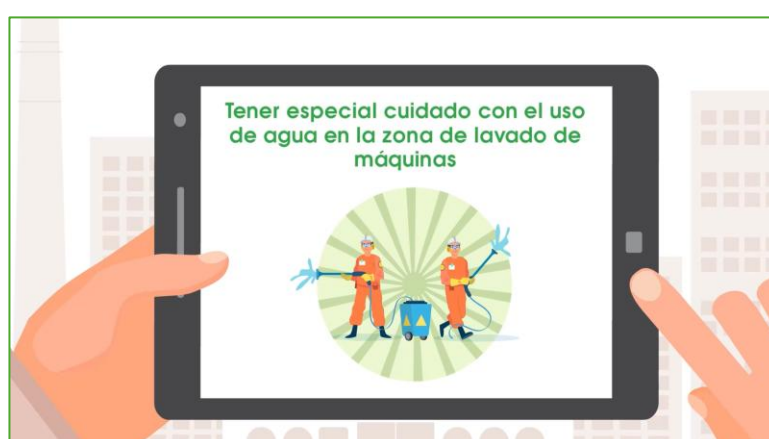 Tener especial cuidado con el uso
de agua en la zona de lavado de
máquinas